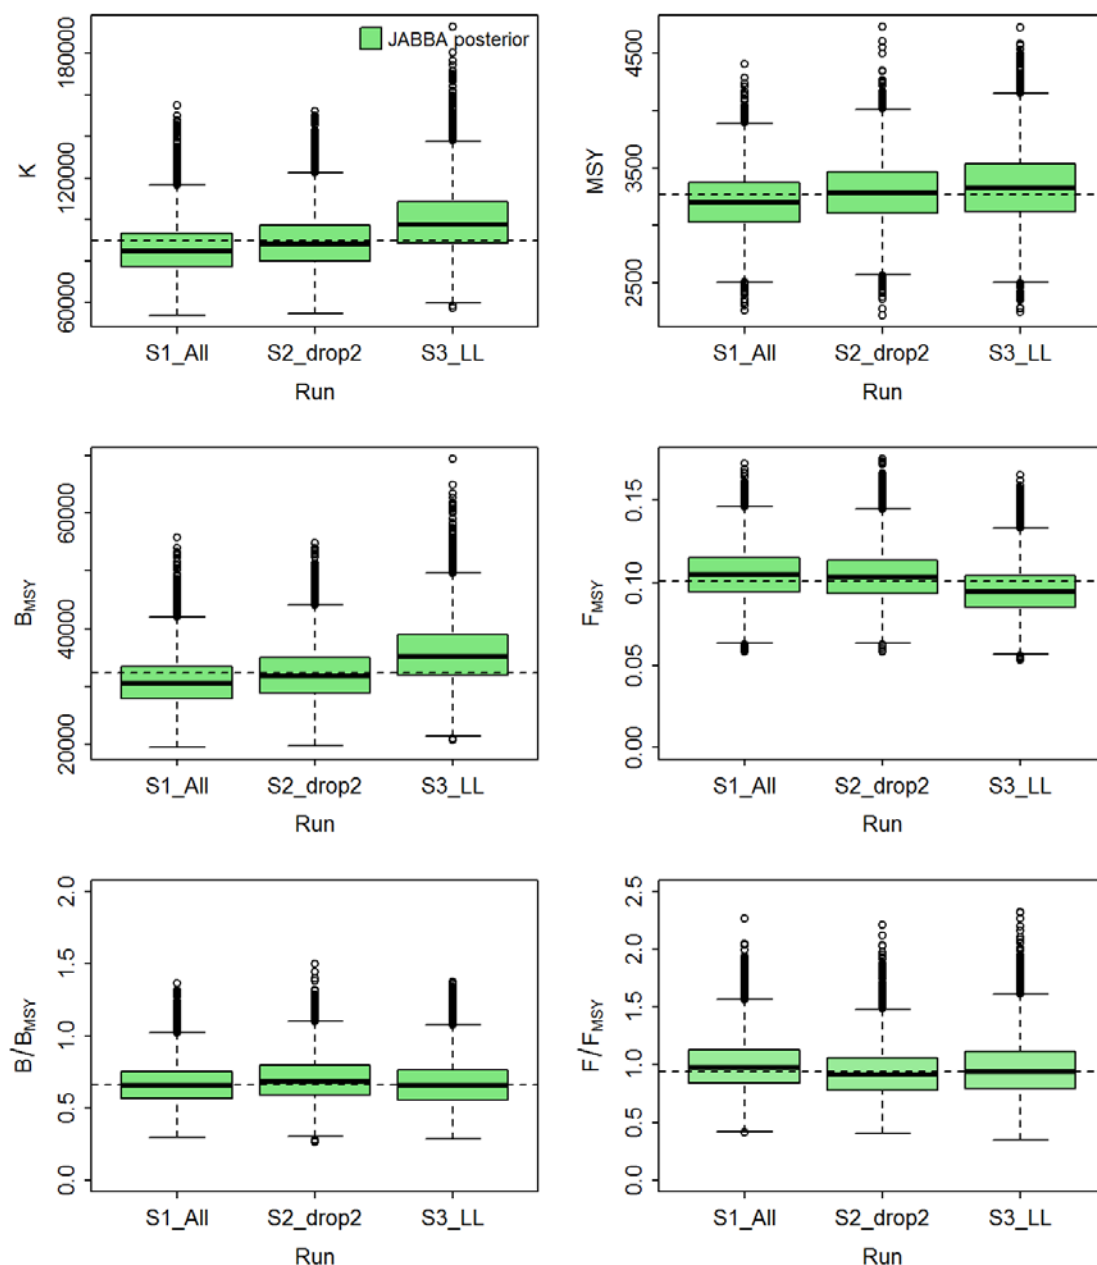 JABBA posterior
K
180000
120000
60000
S1_All S2_drop2 S3_LL
Run
MSY
4500
3500
2500
S1_All S2_drop2 S3_LL
Run
BMSY
60000
40000
20000
S1_All S2_drop2 S3_LL
Run
FMSY
0.15
0.10
0.05
0.00
S1_All S2_drop2 S3_LL
Run
B/BMSY
2.0
1.5
1.0
0.5
0.0
S1_All S2_drop2 S3_LL
Run
F/FMSY
2.5
2.0
1.5
1.0
0.5
0.0
S1_All S2_drop2 S3_LL
Run